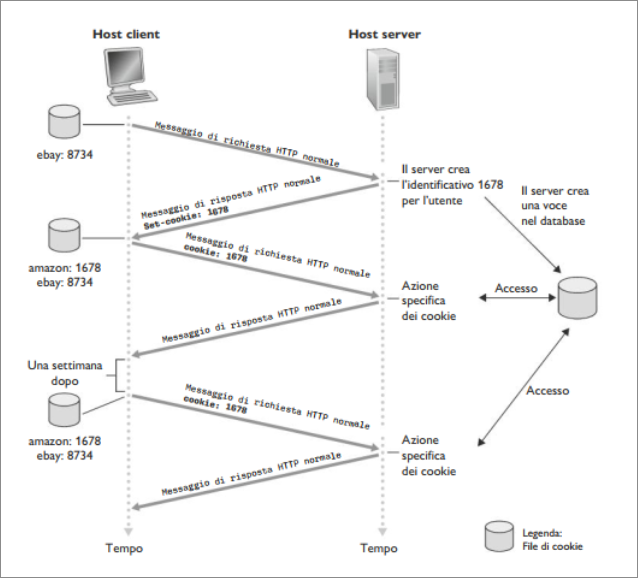 Host client
Host server
ebay: 8734
Messaggio di richiesta HTTP normale
Il server crea
l'identificativo 1678
per l'utente
Il server crea
una voce
nel database
Messaggio di risposta HTTP normale
Set-cookie: 1678
amazon: 1678
ebay: 8734
Messaggio di richiesta HTTP normale
cookie: 1678
Azione
specifica
dei cookie
Accesso
Messaggio di risposta HTTP normale
Una settimana
dopo
Accesso
amazon: 1678
ebay: 8734
Messaggio di richiesta HTTP normale
cookie: 1678
Azione
specifica
dei cookie
Messaggio di risposta HTTP normale
Tempo
Tempo
Legenda:
File di cookie